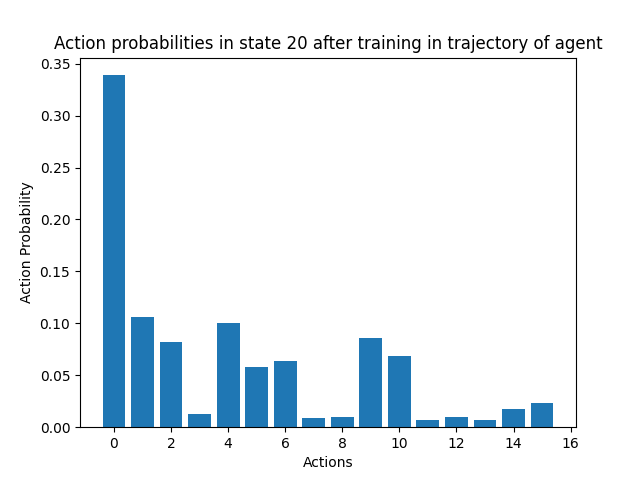 Action probabilities in state 20 after training in trajectory of agent
0.35
0.30
0.25
0.20
0.15
0.10
0.05
0.00
Action Probability
0 2 4 6 8 10 12 14 16
Actions